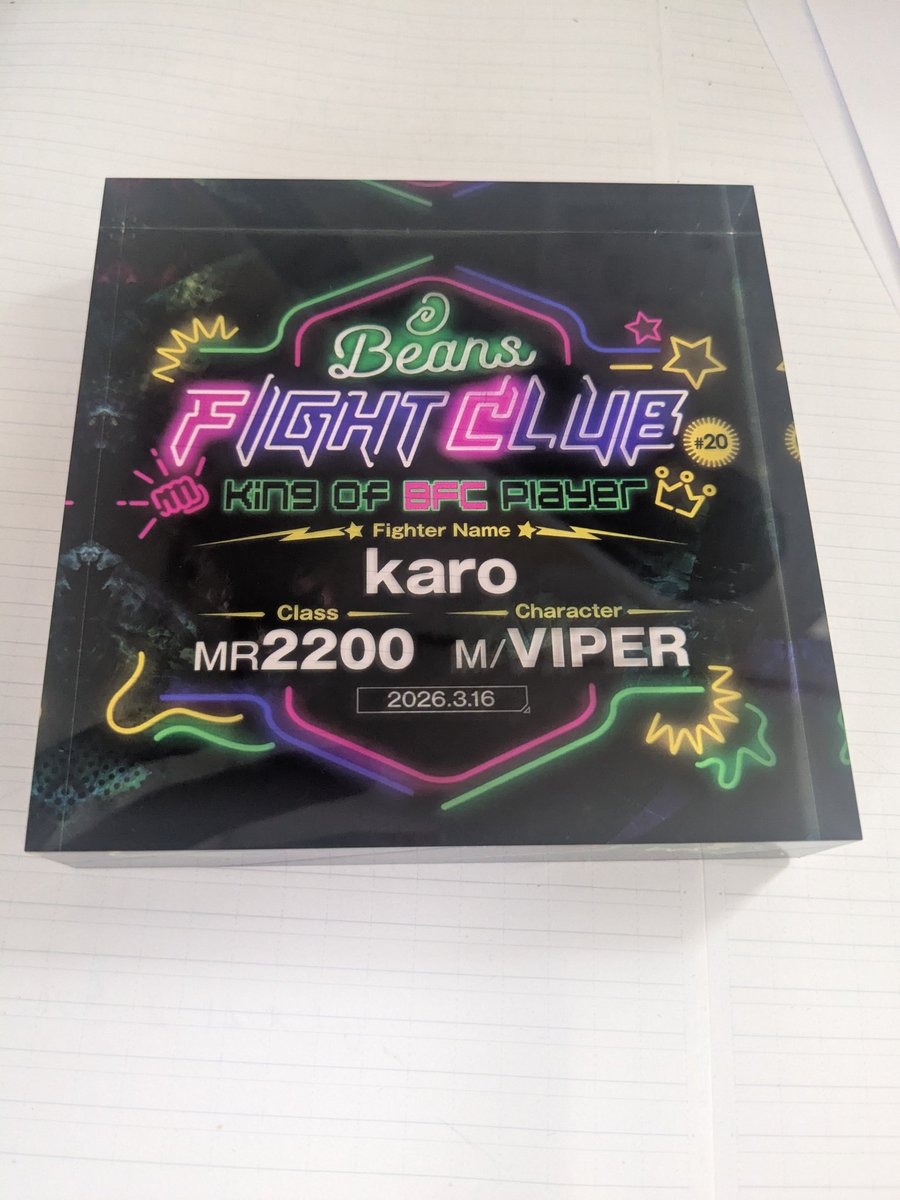 Beans
FIGHT CLUB
#20
King OF BFC Player
Fighter Name
karo
Class
Character
MR2200
M/VIPER
2026.3.16